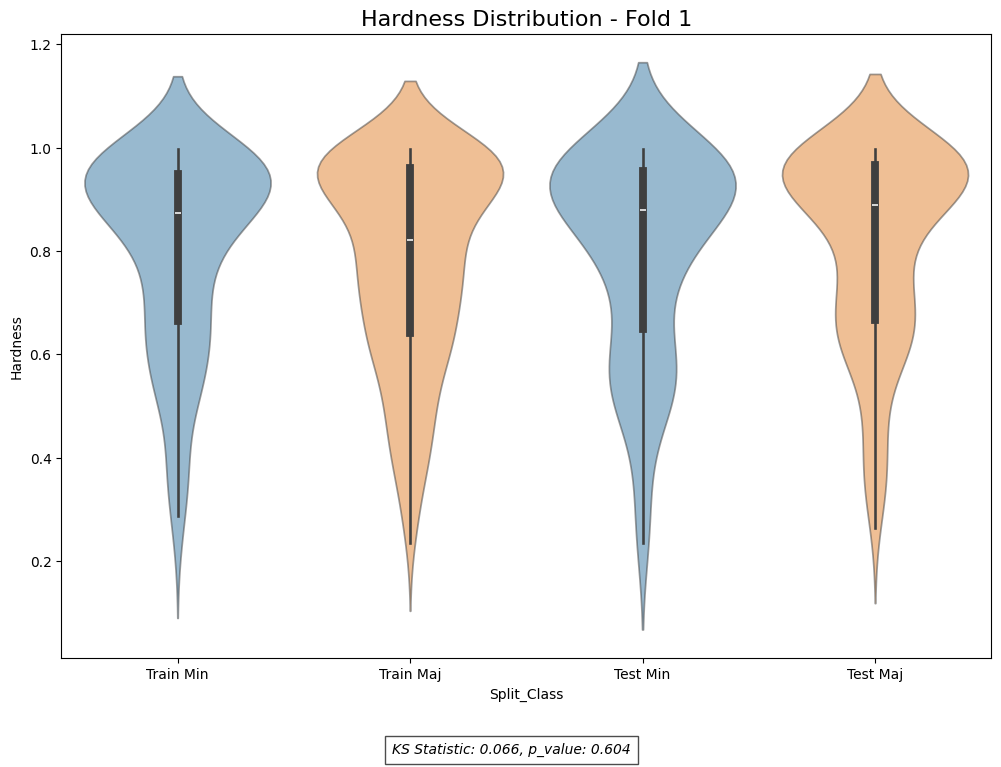 Hardness Distribution - Fold 1
1.2
1.0
0.8
0.6
0.4
0.2
Hardness
Train Min
Train Maj
Test Min
Test Maj
Split_Class
KS Statistic: 0.066, p_value: 0.604